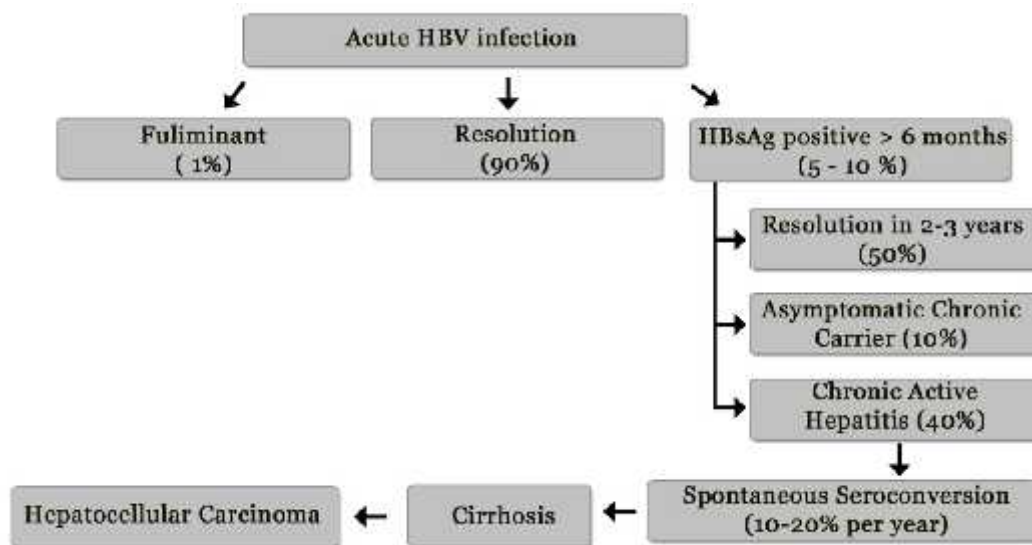 Acute HBV infection
Fuliminant
( 1%)
Resolution
(90%)
HBsAg positive > 6 months
(5 - 10 %)
Resolution in 2-3 years
(50%)
Asymptomatic Chronic
Carrier (10%)
Chronic Active
Hepatitis (40%)
Spontaneous Seroconversion
(10-20% per year)
Cirrhosis
Hepatocellular Carcinoma